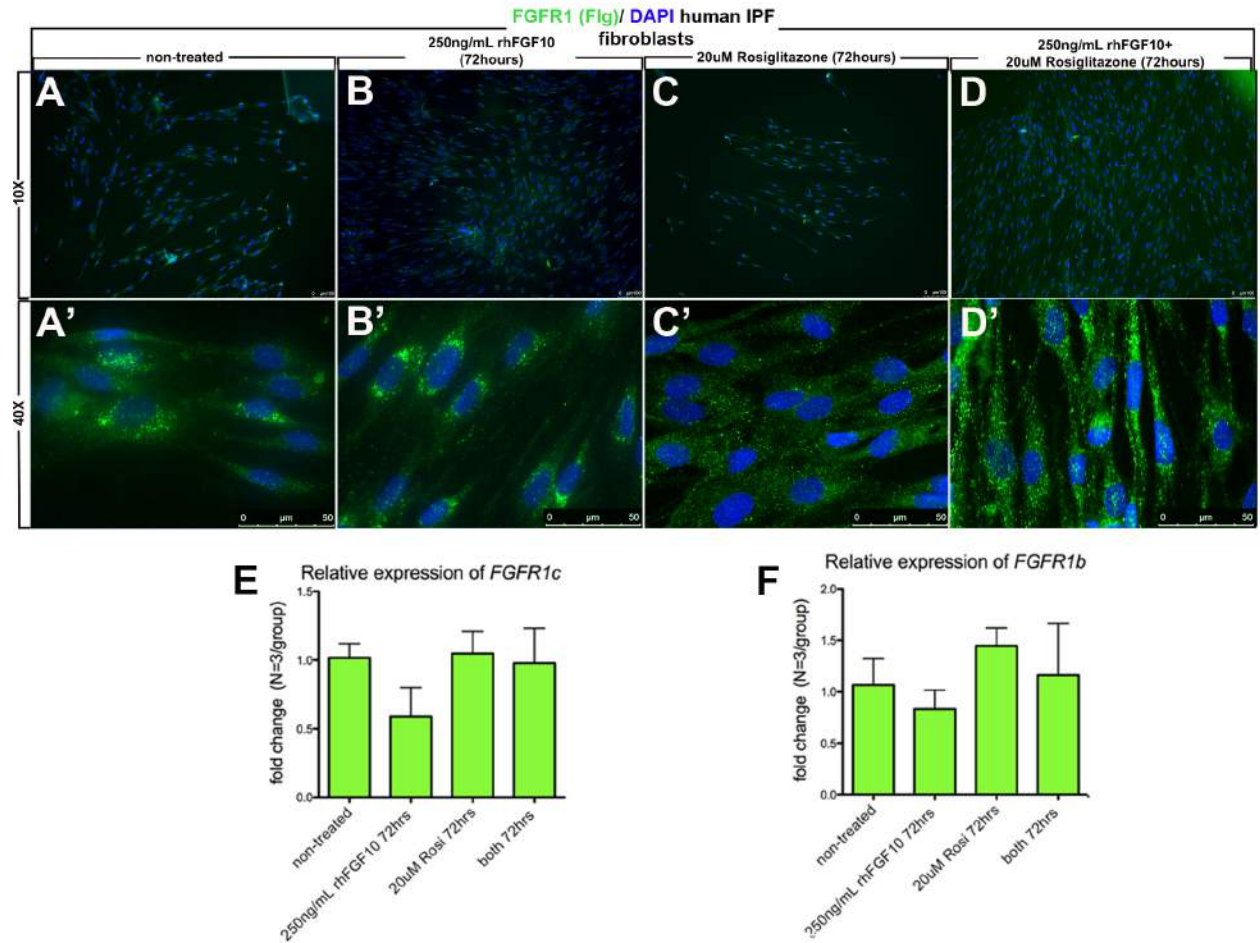 FGFR1 (Flg)/ DAPI human IPF
fibroblasts
non-treated
250ng/mL rhFGF10
(72hours)
20uM Rosiglitazone (72hours)
250ng/mL rhFGF10+
20uM Rosiglitazone (72hours)
10X
A
B
C
D
40X
A'
B'
C'
D'
0 µm 50
0 µm 50
0 µm 50
0 µm 50
E
Relative expression of FGFR1c
fold change (N=3/group)
1.5
1.0
0.5
0.0
non-treated
250ng/mL rhFGF10 72hrs
20uM Rosi 72hrs
both 72hrs
F
Relative expression of FGFR1b
fold change (N=3/group)
2.0
1.5
1.0
0.5
0.0
non-treated
250ng/mL rhFGF10 72hrs
20uM Rosi 72hrs
both 72hrs